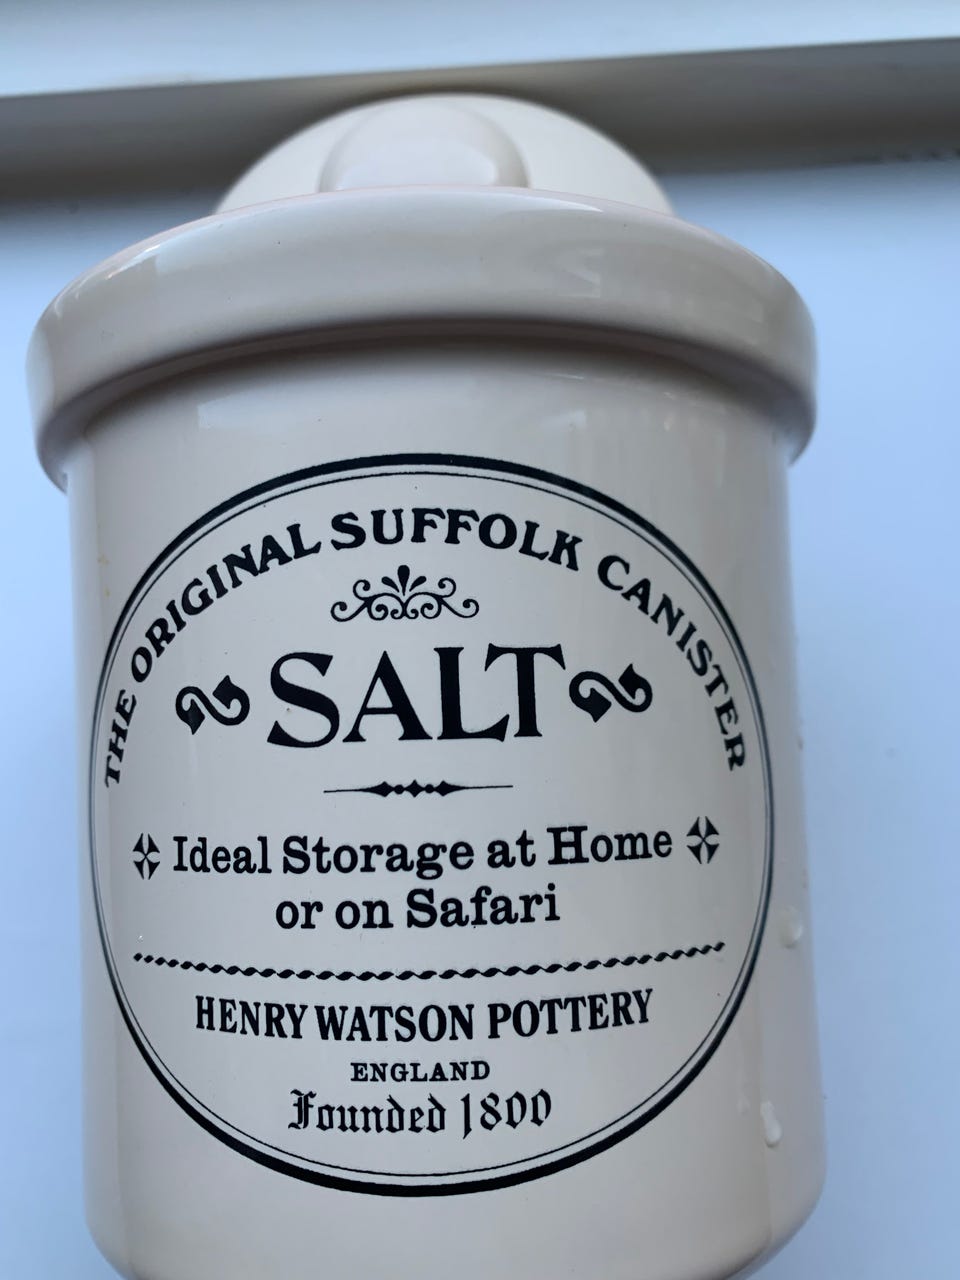 THE ORIGINAL SUFFOLK CANISTER
SALT
Ideal Storage at Home
or on Safari
HENRY WATSON POTTERY
ENGLAND
Founded 1800